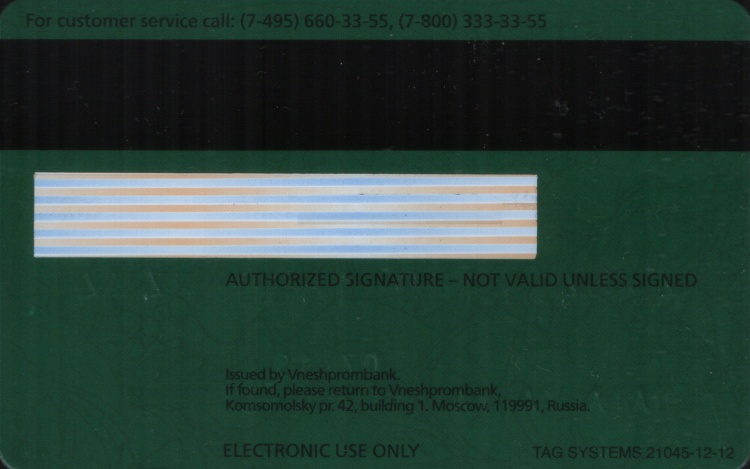 For customer service call: (7-495) 660-33-55, (7-800) 333-33-55
AUTHORIZED SIGNATURE – NOT VALID UNLESS SIGNED
Issued by Vneshprombank.
If found, please return to Vneshprombank,
Komsomolsky pr. 42, building 1. Moscow, 119991, Russia.
ELECTRONIC USE ONLY
TAG SYSTEMS 21045-12-12